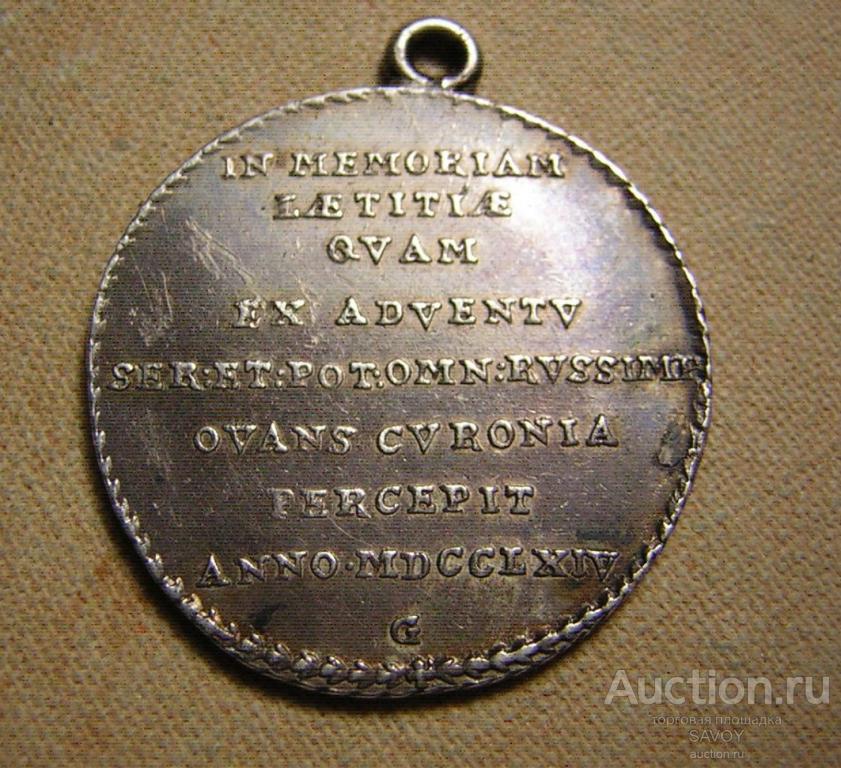 IN MEMORIAM
LÆTITIÆ
QVAM
EX ADVENTV
SER:ET:POT:OMN:RVSSIMP
OVANS CVRONIA
PERCEPIT
ANNO·MDCCLXIV
G
Auction.ru
торговая площадка
SAVOY
auction.ru